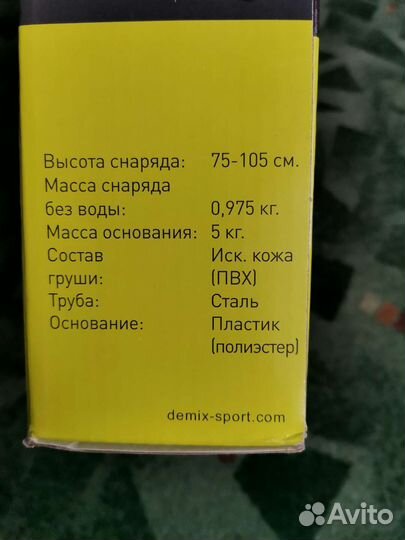 Высота снаряда: 75-105 см.
Масса снаряда
без воды: 0,975 кг.
Масса основания: 5 кг.
Состав Иск. кожа
груши: (ПВХ)
Труба: Сталь
Основание: Пластик
(полиэстер)
demix-sport.com
Avito